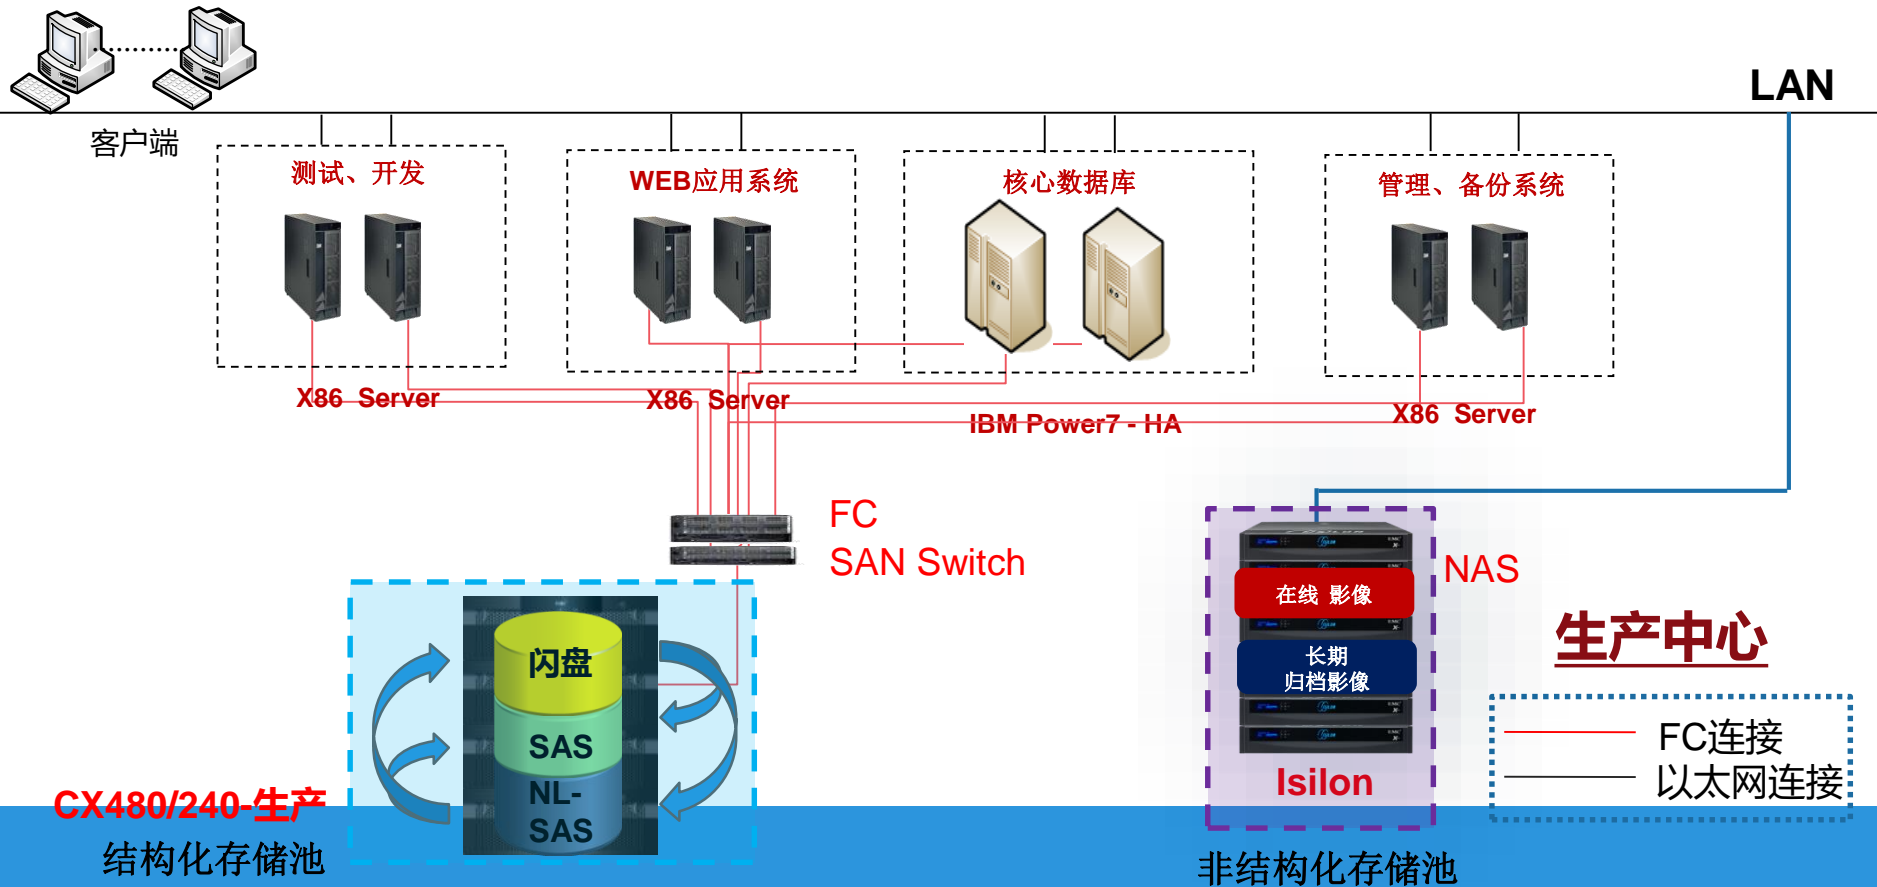 LAN
客户端
测试、开发
WEB应用系统
核心数据库
管理、备份系统
X86 Server
X86 Server
IBM Power7 - HA
X86 Server
FC
SAN Switch
NAS
在线 影像
长期
归档影像
Isilon
生产中心
闪盘
SAS
NL-
SAS
FC连接
以太网连接
CX480/240-生产
结构化存储池
非结构化存储池